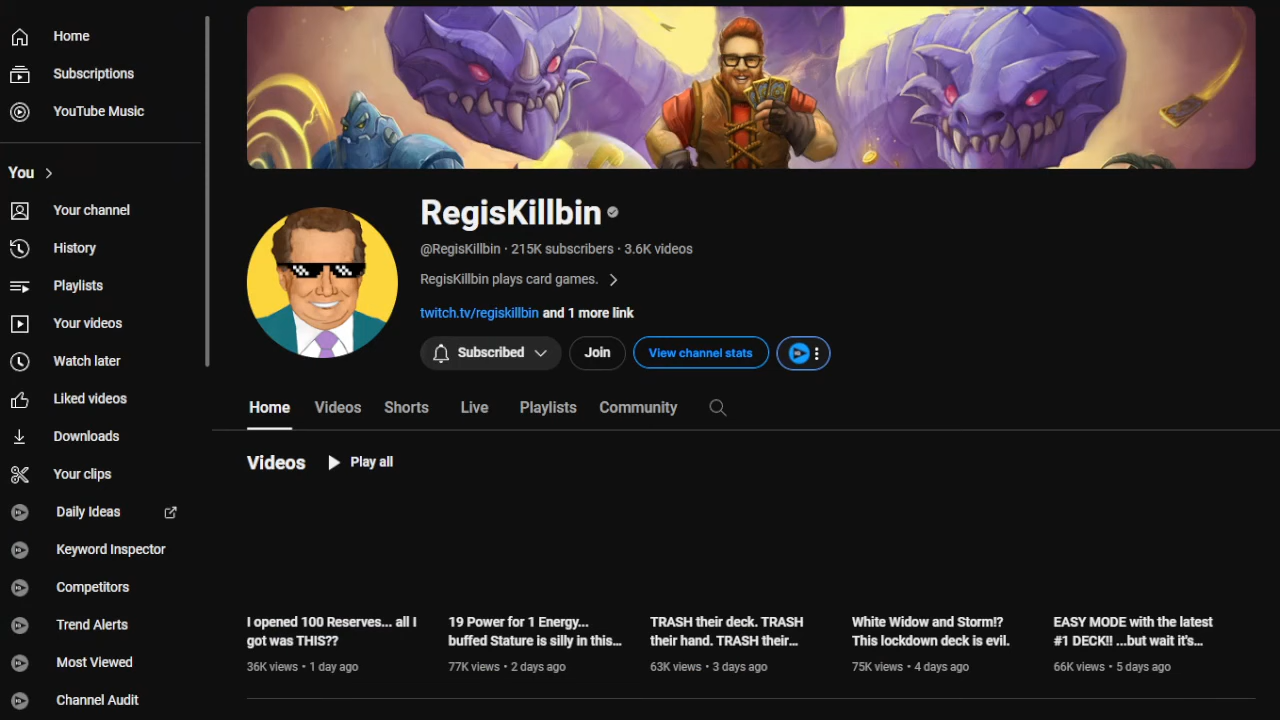 Home
Subscriptions
YouTube Music
You
Your channel
History
Playlists
Your videos
Watch later
Liked videos
Downloads
Your clips
Daily Ideas
Keyword Inspector
Competitors
Trend Alerts
Most Viewed
Channel Audit
RegisKillbin
@RegisKillbin · 215K subscribers · 3.6K videos
RegisKillbin plays card games.
twitch.tv/regiskillbin and 1 more link
Subscribed
Join
View channel stats
Home Videos Shorts Live Playlists Community
Videos Play all
I opened 100 Reserves... all I
got was THIS??
36K views • 1 day ago
19 Power for 1 Energy...
buffed Stature is silly in this...
77K views • 2 days ago
TRASH their deck. TRASH
their hand. TRASH their...
63K views • 3 days ago
White Widow and Storm!?
This lockdown deck is evil.
75K views • 4 days ago
EASY MODE with the latest
#1 DECK!! ...but wait it's...
66K views • 5 days ago